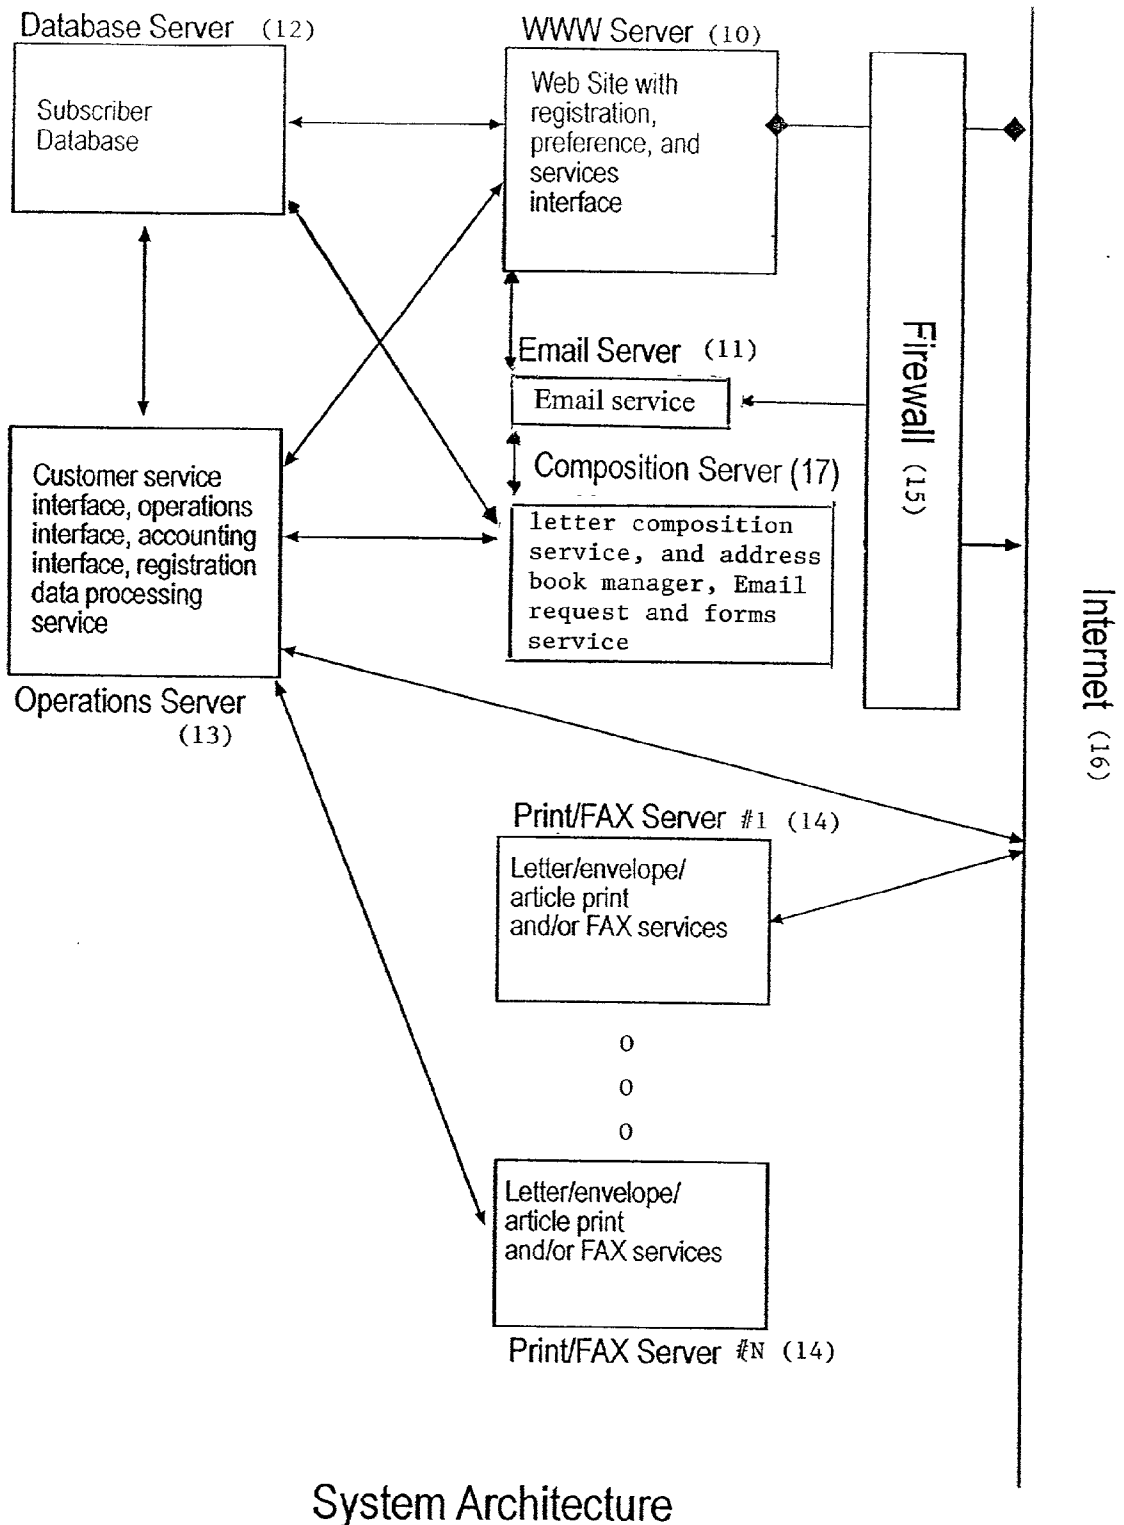 Database Server (12)
Subscriber
Database
WWW Server (10)
Web Site with
registration,
preference, and
services
interface
Email Server (11)
Email service
Composition Server (17)
letter composition
service, and address
book manager, Email
request and forms
service
Firewall (15)
Internet (16)
Customer service
interface, operations
interface, accounting
interface, registration
data processing
service
Operations Server
(13)
Print/FAX Server #1 (14)
Letter/envelope/
article print
and/or FAX services
o
o
o
Letter/envelope/
article print
and/or FAX services
Print/FAX Server #N (14)
System Architecture